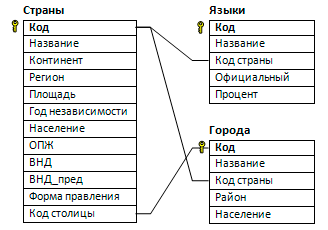 Страны
Код
Название
Континент
Регион
Площадь
Год независимости
Население
ОПЖ
ВНД
ВНД_пред
Форма правления
Код столицы
Языки
Код
Название
Код страны
Официальный
Процент
Города
Код
Название
Код страны
Район
Население